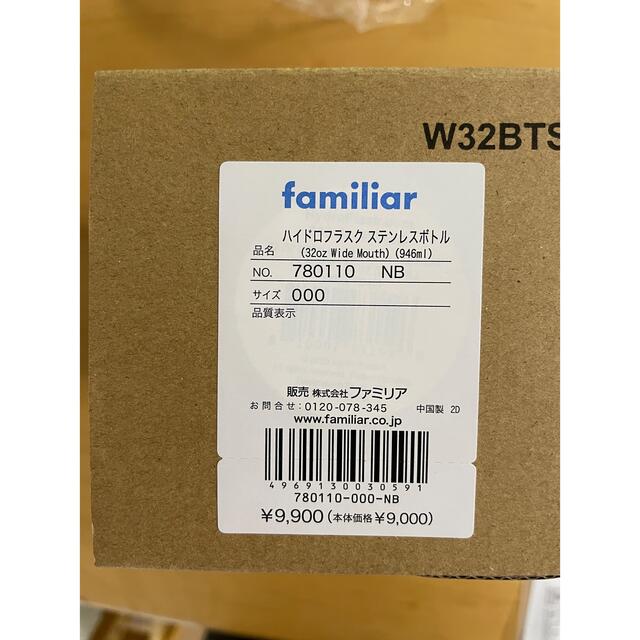 W32BTS
familiar
ハイドロフラスク ステンレスボトル
品名 (32oz Wide Mouth) (946ml)
NO. 780110 NB
サイズ 000
品質表示
販売 株式会社 ファミリア
お問合せ:0120-078-345 中国製 2D
www.familiar.co.jp
4969130030591
780110-000-NB
¥9,900(本体価格¥9,000)